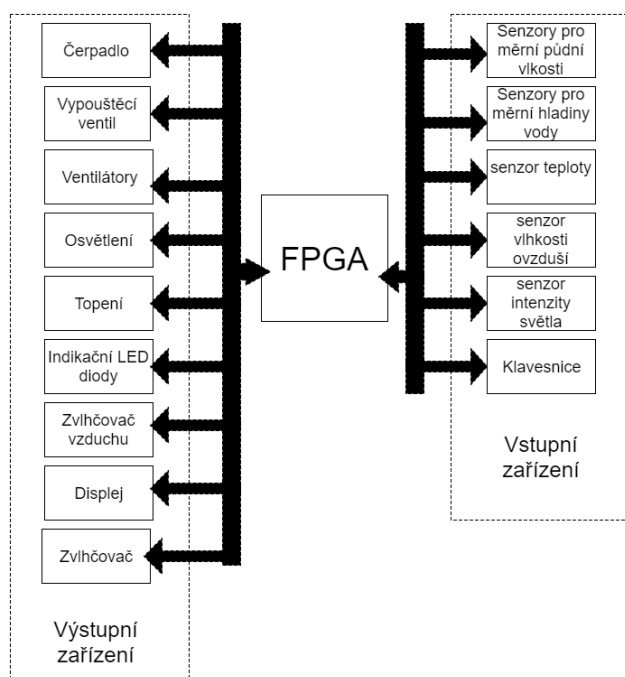 Čerpadlo
Vypouštěcí
ventil
Ventilátory
Osvětlení
Topení
Indikační LED
diody
Zvlhčovač
vzduchu
Displej
Zvlhčovač
Výstupní
zařízení
FPGA
Senzory pro
měrní půdní
vlkosti
Senzory pro
měrní hladiny
vody
senzor teploty
senzor
vlhkosti
ovzduší
senzor
intenzity
světla
Klavesnice
Vstupní
zařízení